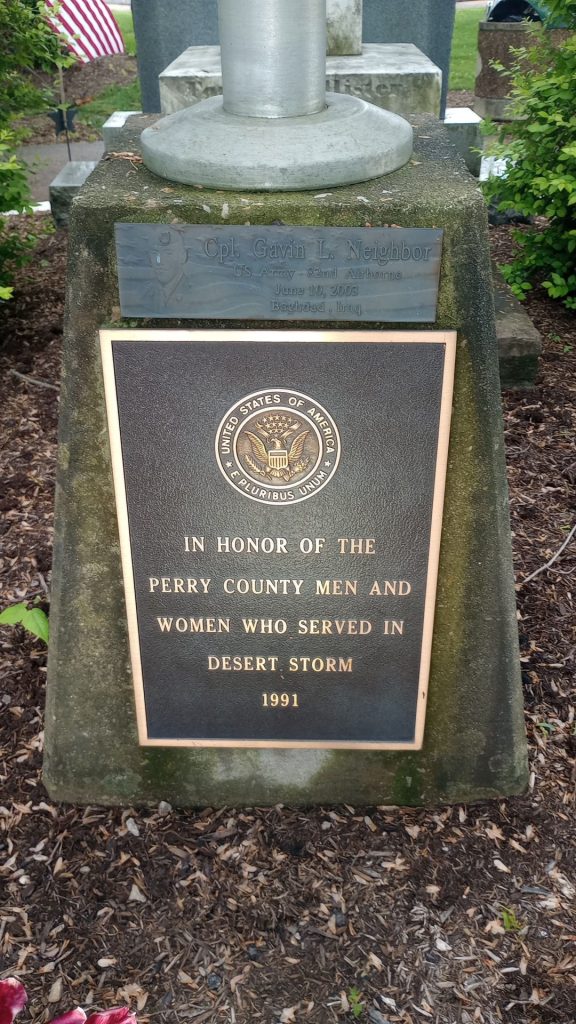 Cpl. Gavin L. Neighbor
US Army 82nd Airborne
June 10, 2003
Baghdad, Iraq
UNITED STATES OF AMERICA
E PLURIBUS UNUM
IN HONOR OF THE
PERRY COUNTY MEN AND
WOMEN WHO SERVED IN
DESERT STORM
1991